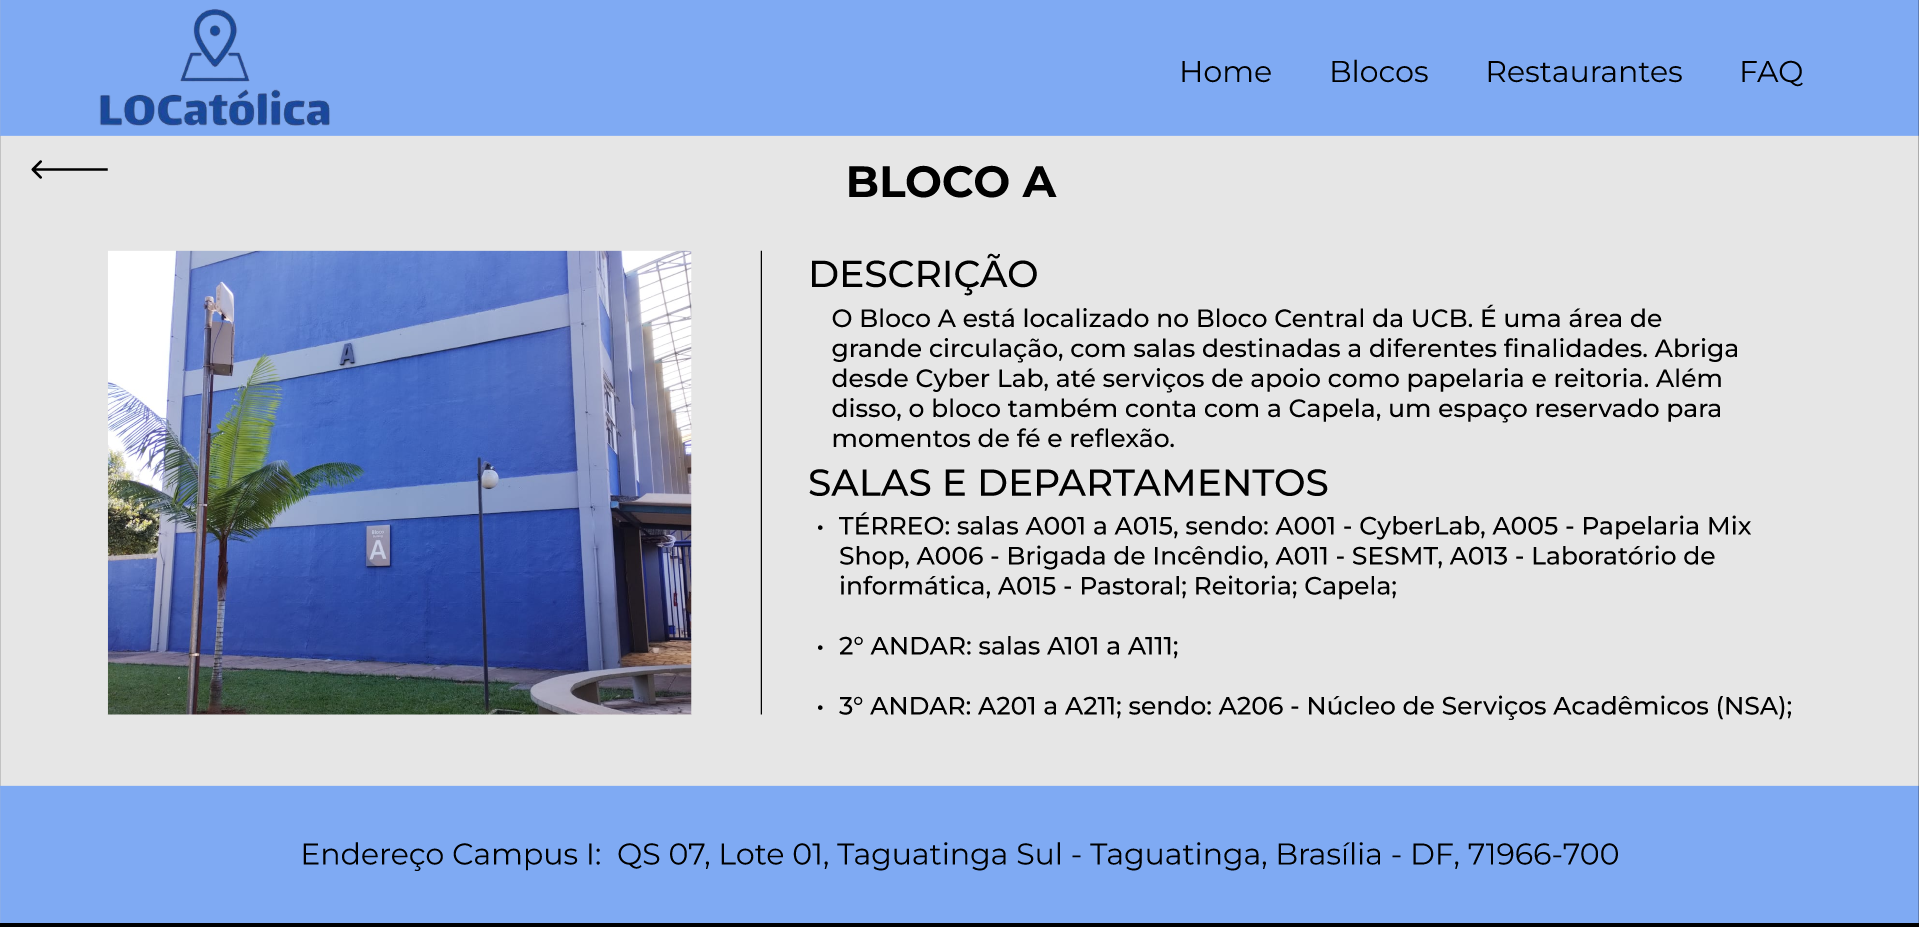 LOCatólica
Home Blocos Restaurantes FAQ
BLOCO A
A
A
DESCRIÇÃO
O Bloco A está localizado no Bloco Central da UCB. É uma área de
grande circulação, com salas destinadas a diferentes finalidades. Abriga
desde Cyber Lab, até serviços de apoio como papelaria e reitoria. Além
disso, o bloco também conta com a Capela, um espaço reservado para
momentos de fé e reflexão.
SALAS E DEPARTAMENTOS
• TÉRREO: salas A001 a A015, sendo: A001 - CyberLab, A005 - Papelaria Mix
Shop, A006 - Brigada de Incêndio, A011 - SESMT, A013 - Laboratório de
informática, A015 - Pastoral; Reitoria; Capela;
• 2° ANDAR: salas A101 a A111;
• 3° ANDAR: A201 a A211; sendo: A206 - Núcleo de Serviços Acadêmicos (NSA);
Endereço Campus I: QS 07, Lote 01, Taguatinga Sul - Taguatinga, Brasília - DF, 71966-700